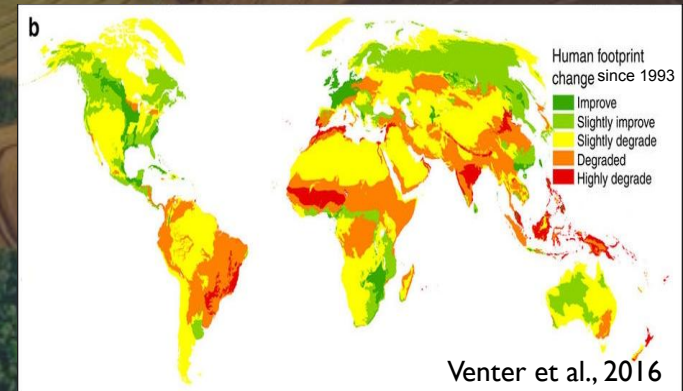 b
Human footprint
change since 1993
Improve
Slightly improve
Slightly degrade
Degraded
Highly degrade
Venter et al., 2016